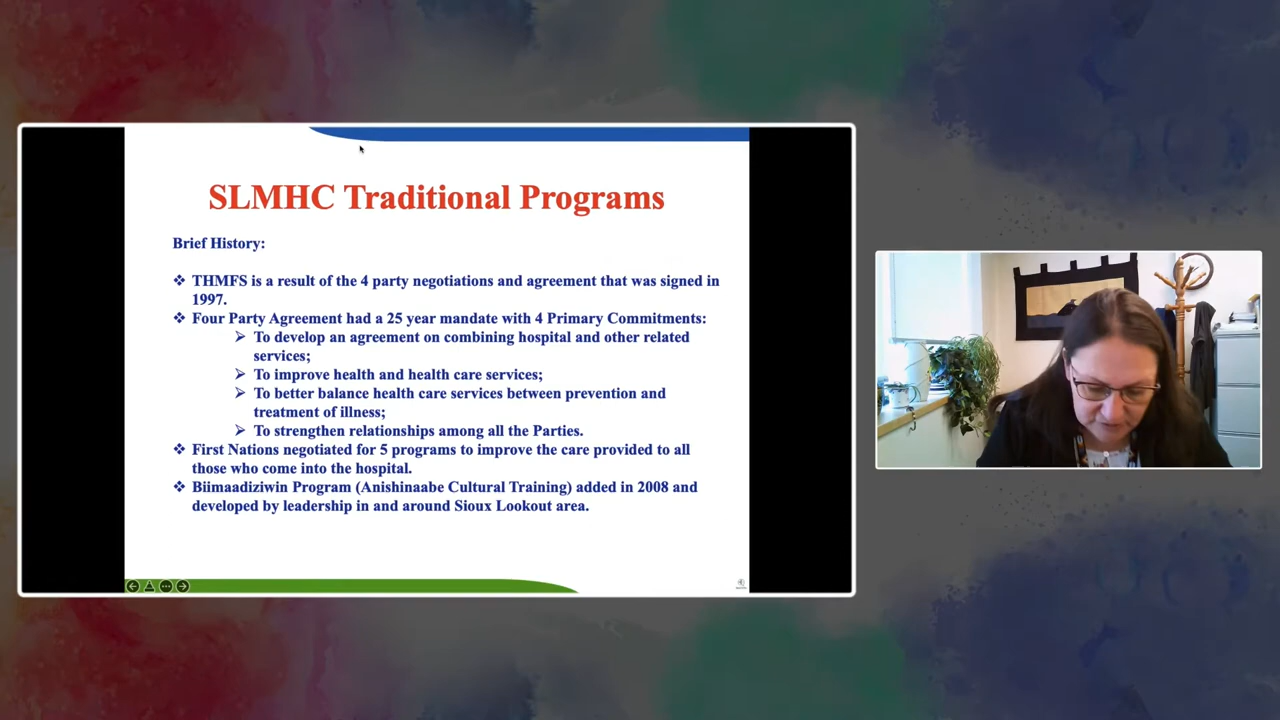 SLMHC Traditional Programs
Brief History:
❖ THMFS is a result of the 4 party negotiations and agreement that was signed in
1997.
❖ Four Party Agreement had a 25 year mandate with 4 Primary Commitments:
➢ To develop an agreement on combining hospital and other related
services;
➢ To improve health and health care services;
➢ To better balance health care services between prevention and
treatment of illness;
➢ To strengthen relationships among all the Parties.
❖ First Nations negotiated for 5 programs to improve the care provided to all
those who come into the hospital.
❖ Biimaadiziwin Program (Anishinaabe Cultural Training) added in 2008 and
developed by leadership in and around Sioux Lookout area.